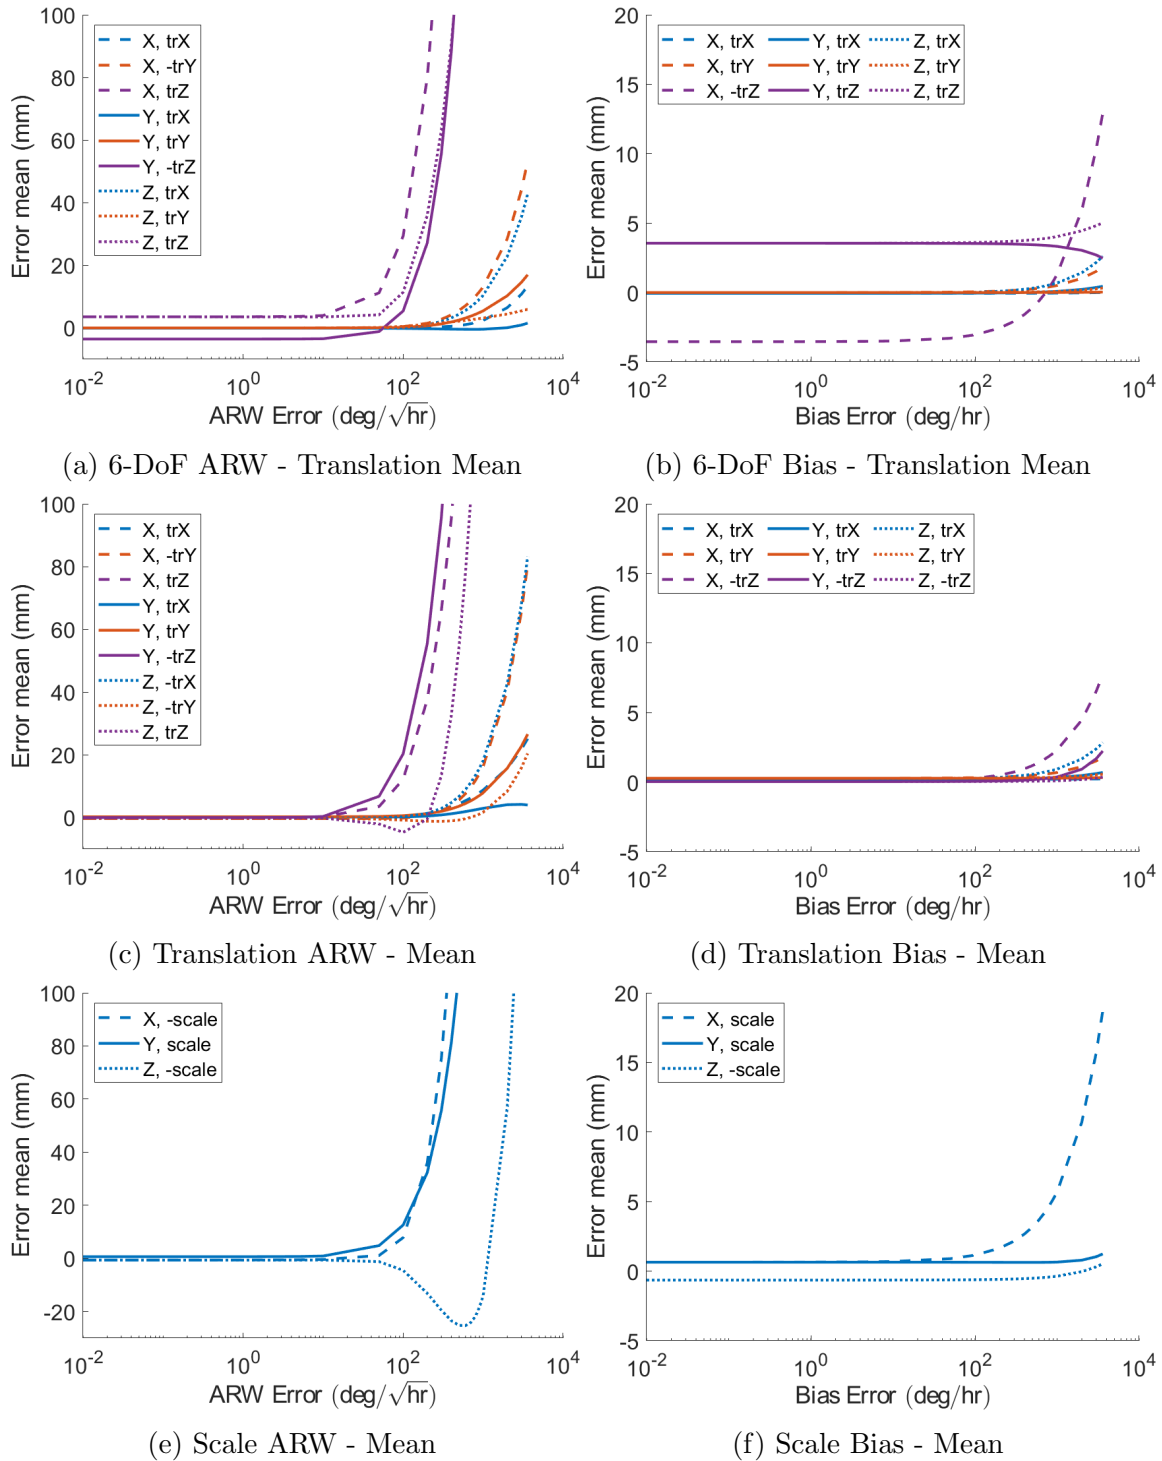 100
80
60
40
20
0
Error mean (mm)
X, trX
X, -trY
X, trZ
Y, trX
Y, trY
Y, -trZ
Z, trX
Z, trY
Z, trZ
10^-2 10^0 10^2 10^4
ARW Error (deg/√hr)
(a) 6-DoF ARW - Translation Mean
20
15
10
5
0
-5
Error mean (mm)
X, trX Y, trX Z, trX
X, trY Y, trY Z, trY
X, -trZ Y, trZ Z, trZ
10^-2 10^0 10^2 10^4
Bias Error (deg/hr)
(b) 6-DoF Bias - Translation Mean
100
80
60
40
20
0
Error mean (mm)
X, trX
X, -trY
X, trZ
Y, trX
Y, trY
Y, -trZ
Z, -trX
Z, -trY
Z, trZ
10^-2 10^0 10^2 10^4
ARW Error (deg/√hr)
(c) Translation ARW - Mean
20
15
10
5
0
-5
Error mean (mm)
X, trX Y, trX Z, trX
X, trY Y, trY Z, trY
X, -trZ Y, -trZ Z, -trZ
10^-2 10^0 10^2 10^4
Bias Error (deg/hr)
(d) Translation Bias - Mean
100
80
60
40
20
0
-20
Error mean (mm)
X, -scale
Y, scale
Z, -scale
10^-2 10^0 10^2 10^4
ARW Error (deg/√hr)
(e) Scale ARW - Mean
20
15
10
5
0
-5
Error mean (mm)
X, scale
Y, scale
Z, -scale
10^-2 10^0 10^2 10^4
Bias Error (deg/hr)
(f) Scale Bias - Mean